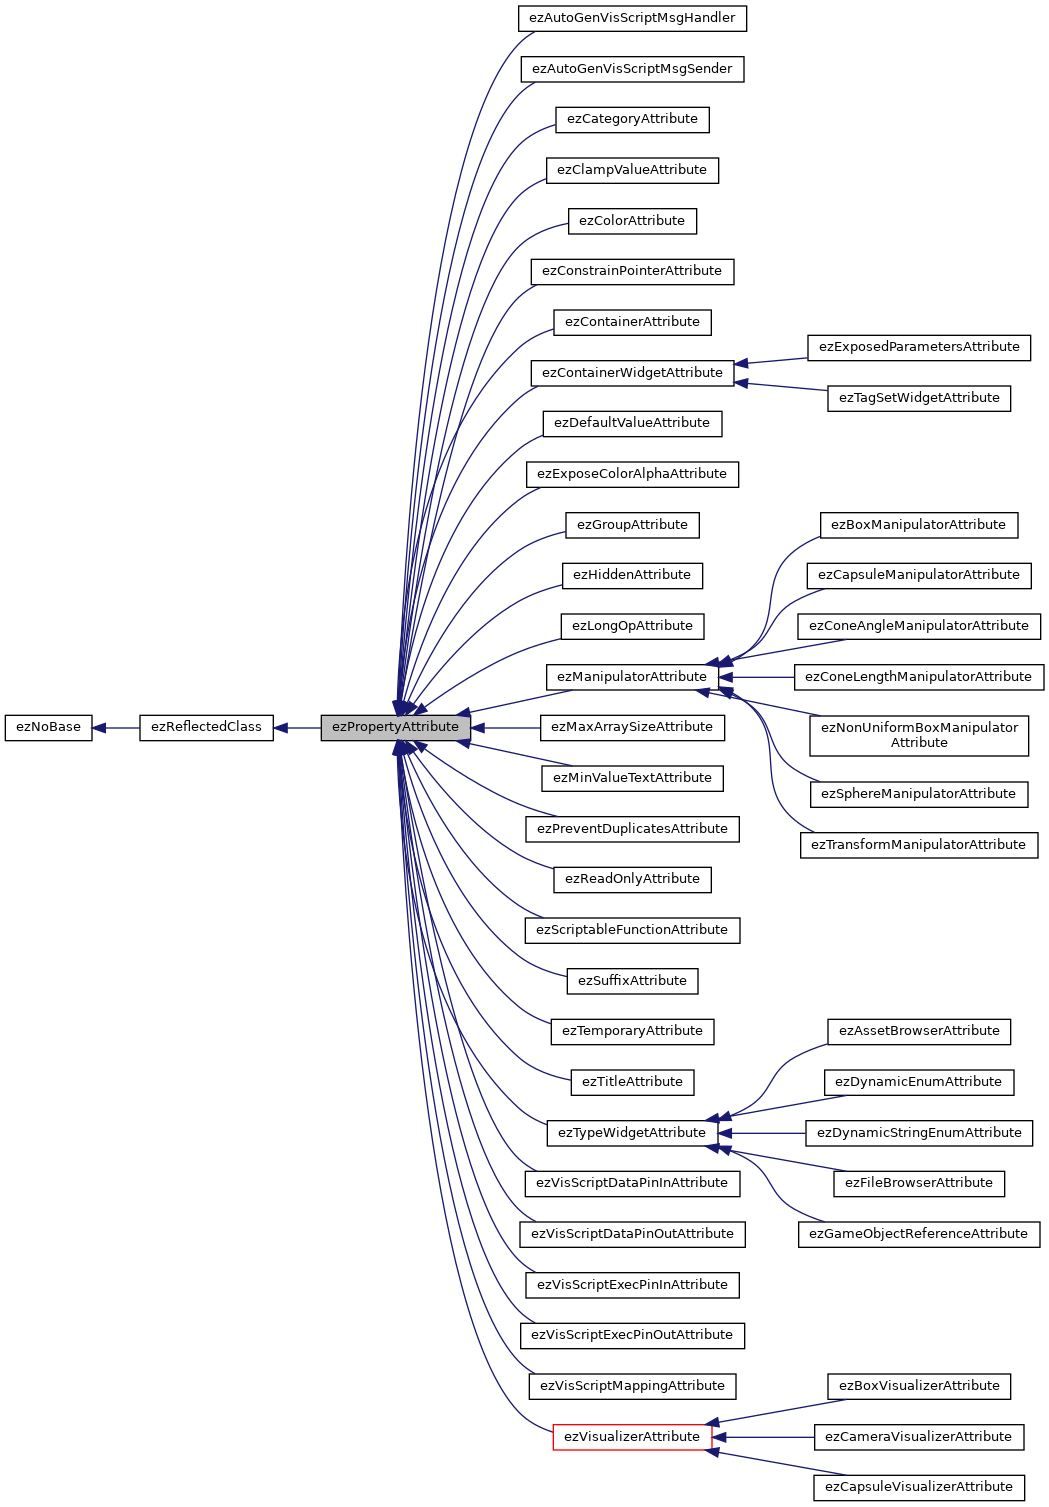 ezAutoGenVisScriptMsgHandler
ezAutoGenVisScriptMsgSender
ezCategoryAttribute
ezClampValueAttribute
ezColorAttribute
ezConstrainPointerAttribute
ezContainerAttribute
ezExposedParametersAttribute
ezContainerWidgetAttribute
ezTagSetWidgetAttribute
ezDefaultValueAttribute
ezExposeColorAlphaAttribute
ezGroupAttribute
ezBoxManipulatorAttribute
ezHiddenAttribute
ezCapsuleManipulatorAttribute
ezLongOpAttribute
ezConeAngleManipulatorAttribute
ezManipulatorAttribute
ezConeLengthManipulatorAttribute
ezNoBase
ezReflectedClass
ezPropertyAttribute
ezMaxArraySizeAttribute
ezNonUniformBoxManipulator
Attribute
ezMinValueTextAttribute
ezSphereManipulatorAttribute
ezPreventDuplicatesAttribute
ezTransformManipulatorAttribute
ezReadOnlyAttribute
ezScriptableFunctionAttribute
ezSuffixAttribute
ezTemporaryAttribute
ezAssetBrowserAttribute
ezTitleAttribute
ezDynamicEnumAttribute
ezTypeWidgetAttribute
ezDynamicStringEnumAttribute
ezVisScriptDataPinInAttribute
ezFileBrowserAttribute
ezVisScriptDataPinOutAttribute
ezGameObjectReferenceAttribute
ezVisScriptExecPinInAttribute
ezVisScriptExecPinOutAttribute
ezVisScriptMappingAttribute
ezBoxVisualizerAttribute
ezVisualizerAttribute
ezCameraVisualizerAttribute
ezCapsuleVisualizerAttribute